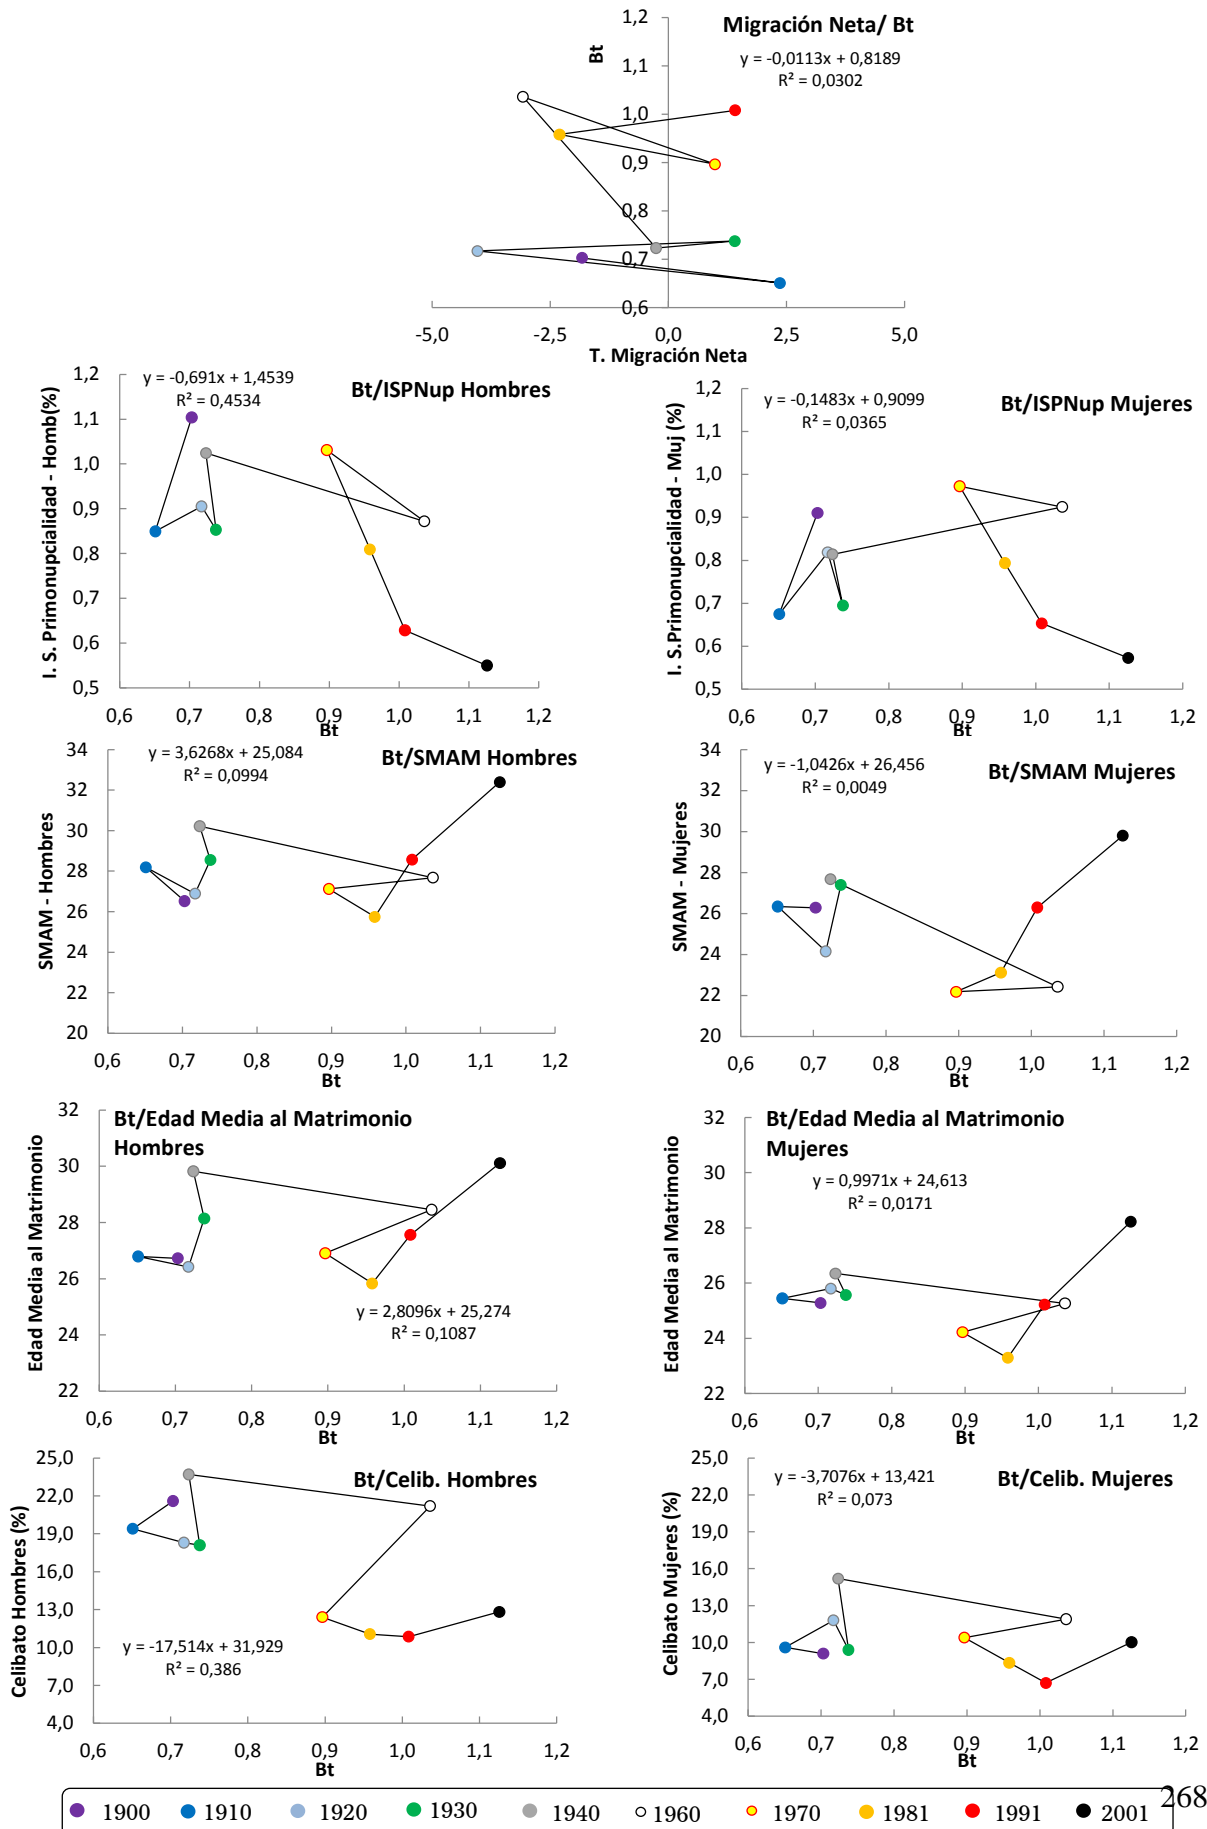 Migración Neta/ Bt
y = -0,0113x + 0,8189
R² = 0,0302
Bt
1,2
1,1
1,0
0,9
0,8
0,7
0,6
-5,0 -2,5 0,0 2,5 5,0
T. Migración Neta
Bt/ISPNup Hombres
y = -0,691x + 1,4539
R² = 0,4534
I. S. Primonupcialidad - Homb(%)
1,2
1,1
1,0
0,9
0,8
0,7
0,6
0,5
0,6 0,7 0,8 0,9 1,0 1,1 1,2
Bt
Bt/ISPNup Mujeres
y = -0,1483x + 0,9099
R² = 0,0365
I. S.Primonupcialidad - Muj (%)
1,2
1,1
1,0
0,9
0,8
0,7
0,6
0,5
0,6 0,7 0,8 0,9 1,0 1,1 1,2
Bt
Bt/SMAM Hombres
y = 3,6268x + 25,084
R² = 0,0994
SMAM - Hombres
34
32
30
28
26
24
22
20
0,6 0,7 0,8 0,9 1,0 1,1 1,2
Bt
Bt/SMAM Mujeres
y = -1,0426x + 26,456
R² = 0,0049
SMAM - Mujeres
34
32
30
28
26
24
22
20
0,6 0,7 0,8 0,9 1,0 1,1 1,2
Bt
Bt/Edad Media al Matrimonio
Hombres
y = 2,8096x + 25,274
R² = 0,1087
Edad Media al Matrimonio
32
30
28
26
24
22
0,6 0,7 0,8 0,9 1,0 1,1 1,2
Bt
Bt/Edad Media al Matrimonio
Mujeres
y = 0,9971x + 24,613
R² = 0,0171
Edad Media al Matrimonio
32
30
28
26
24
22
0,6 0,7 0,8 0,9 1,0 1,1 1,2
Bt
Bt/Celib. Hombres
y = -17,514x + 31,929
R² = 0,386
Celibato Hombres (%)
25,0
22,0
19,0
16,0
13,0
10,0
7,0
4,0
0,6 0,7 0,8 0,9 1,0 1,1 1,2
Bt
Bt/Celib. Mujeres
y = -3,7076x + 13,421
R² = 0,073
Celibato Mujeres (%)
25,0
22,0
19,0
16,0
13,0
10,0
7,0
4,0
0,6 0,7 0,8 0,9 1,0 1,1 1,2
Bt
1900 1910 1920 1930 1940 1960 1970 1981 1991 2001
268